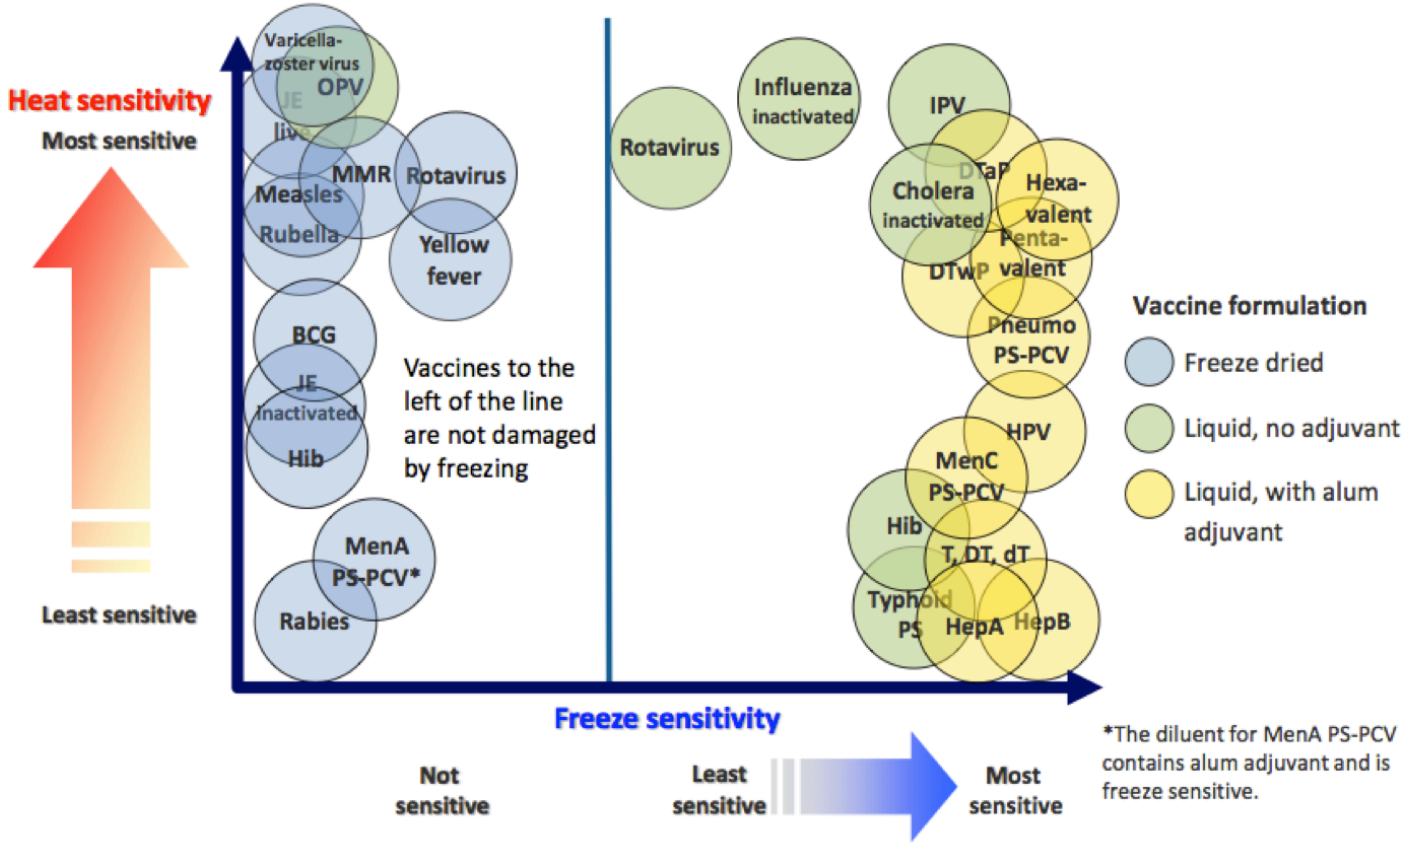 Heat sensitivity
Most sensitive
Least sensitive
Varicella-
zoster virus
OPV
JE
live
MMR
Rotavirus
Measles
Rubella
Yellow
fever
BCG
JE
inactivated
Hib
MenA
PS-PCV*
Rabies
Vaccines to the
left of the line
are not damaged
by freezing
Rotavirus
Influenza
inactivated
IPV
DTaP
Cholera
inactivated
Hexa-
valent
Penta-
valent
DTwP
Pneumo
PS-PCV
HPV
MenC
PS-PCV
Hib
T, DT, dT
Typhoid
PS
HepA
HepB
Vaccine formulation
Freeze dried
Liquid, no adjuvant
Liquid, with alum
adjuvant
Freeze sensitivity
Not
sensitive
Least
sensitive
Most
sensitive
*The diluent for MenA PS-PCV
contains alum adjuvant and is
freeze sensitive.